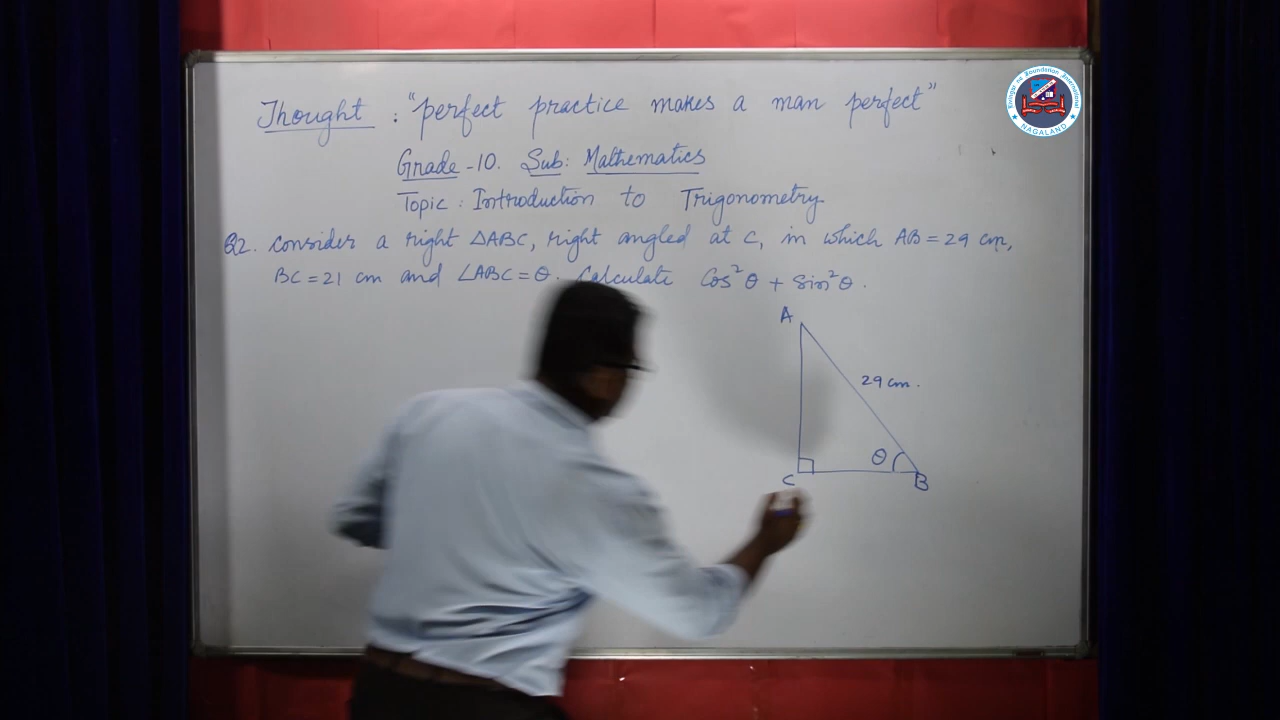 Thought : "perfect practice makes a man perfect"
Grade -10. Sub: Mathematics
Topic : Introduction to Trigonometry
Q2. consider a right ΔABC, right angled at C, in which AB = 29 cm,
BC = 21 cm and ∠ABC = θ. Calculate Cos²θ + Sin²θ.
A
29 cm.
θ
C
B
NAGALAND